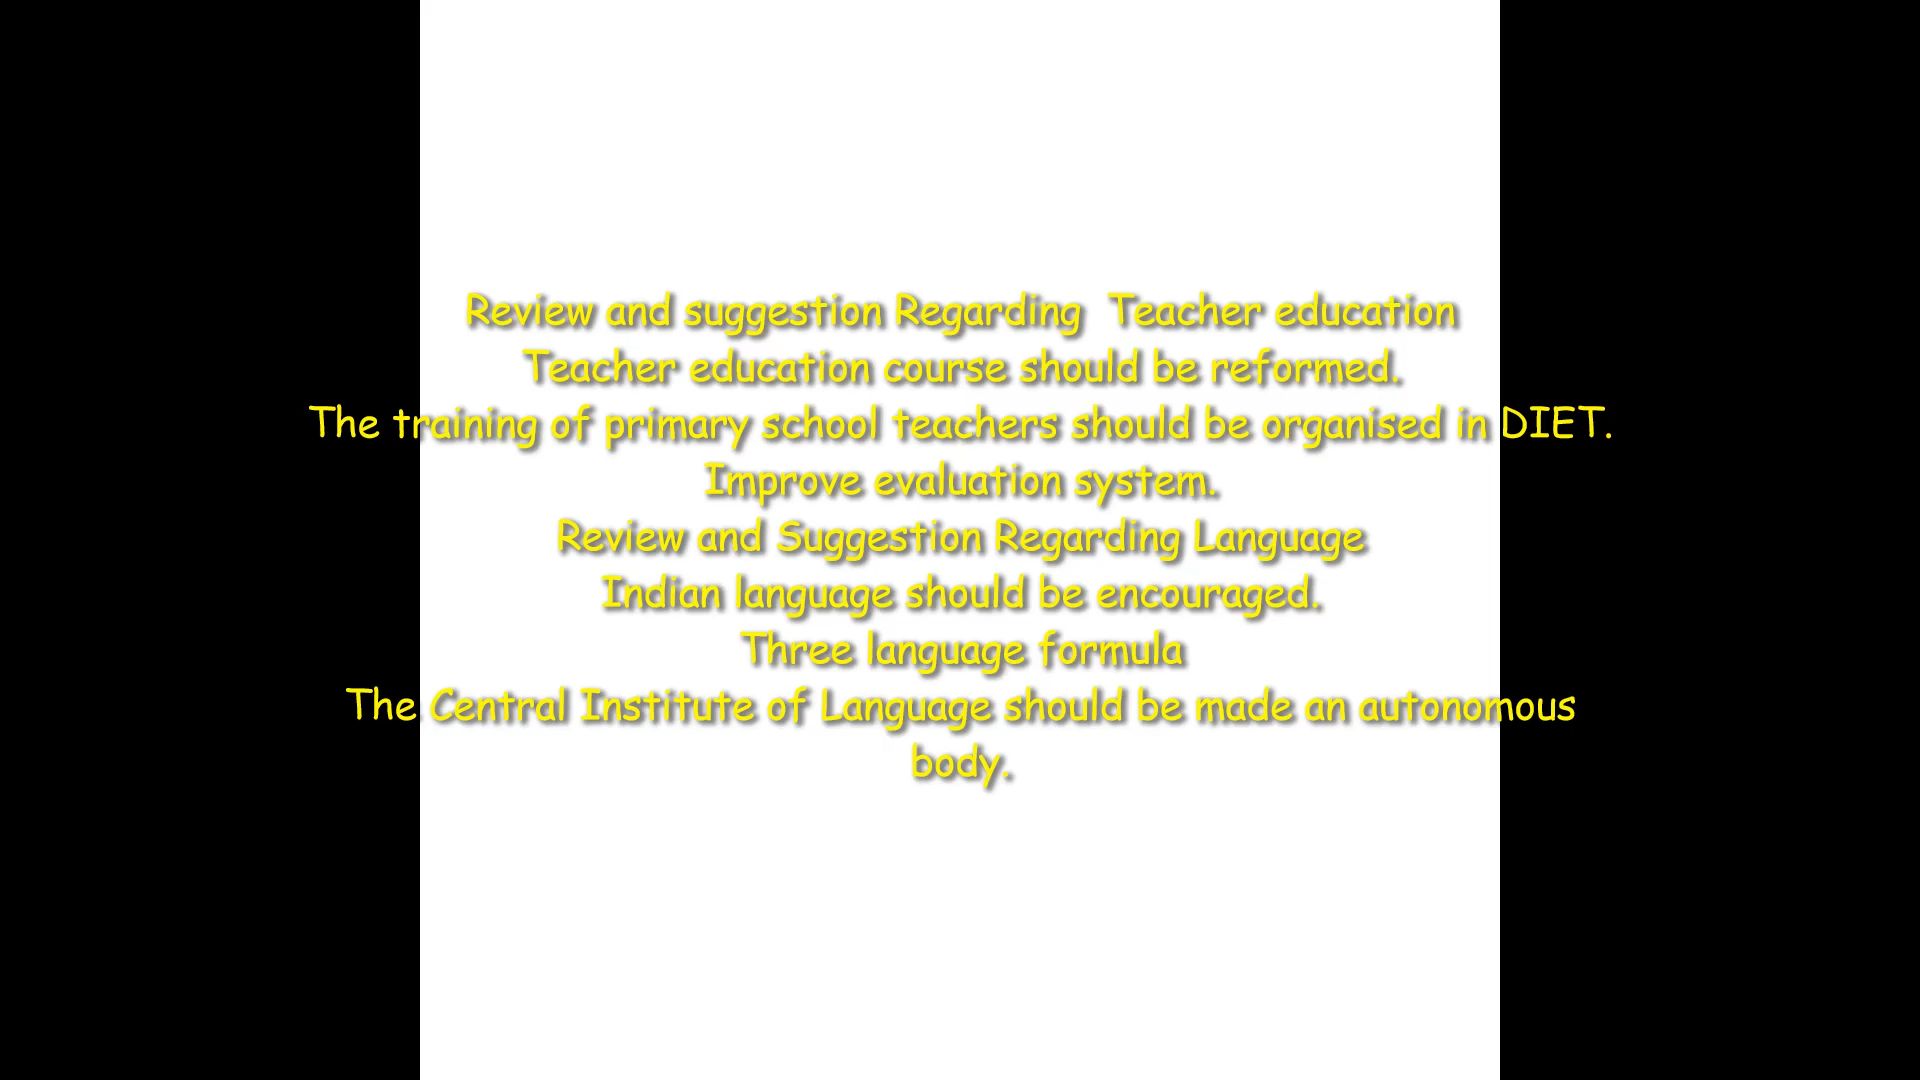 Review and suggestion Regarding  Teacher education
Teacher education course should be reformed.
The training of primary school teachers should be organised in DIET.
Improve evaluation system.
Review and Suggestion Regarding Language
Indian language should be encouraged.
Three language formula
The Central Institute of Language should be made an autonomous
body.